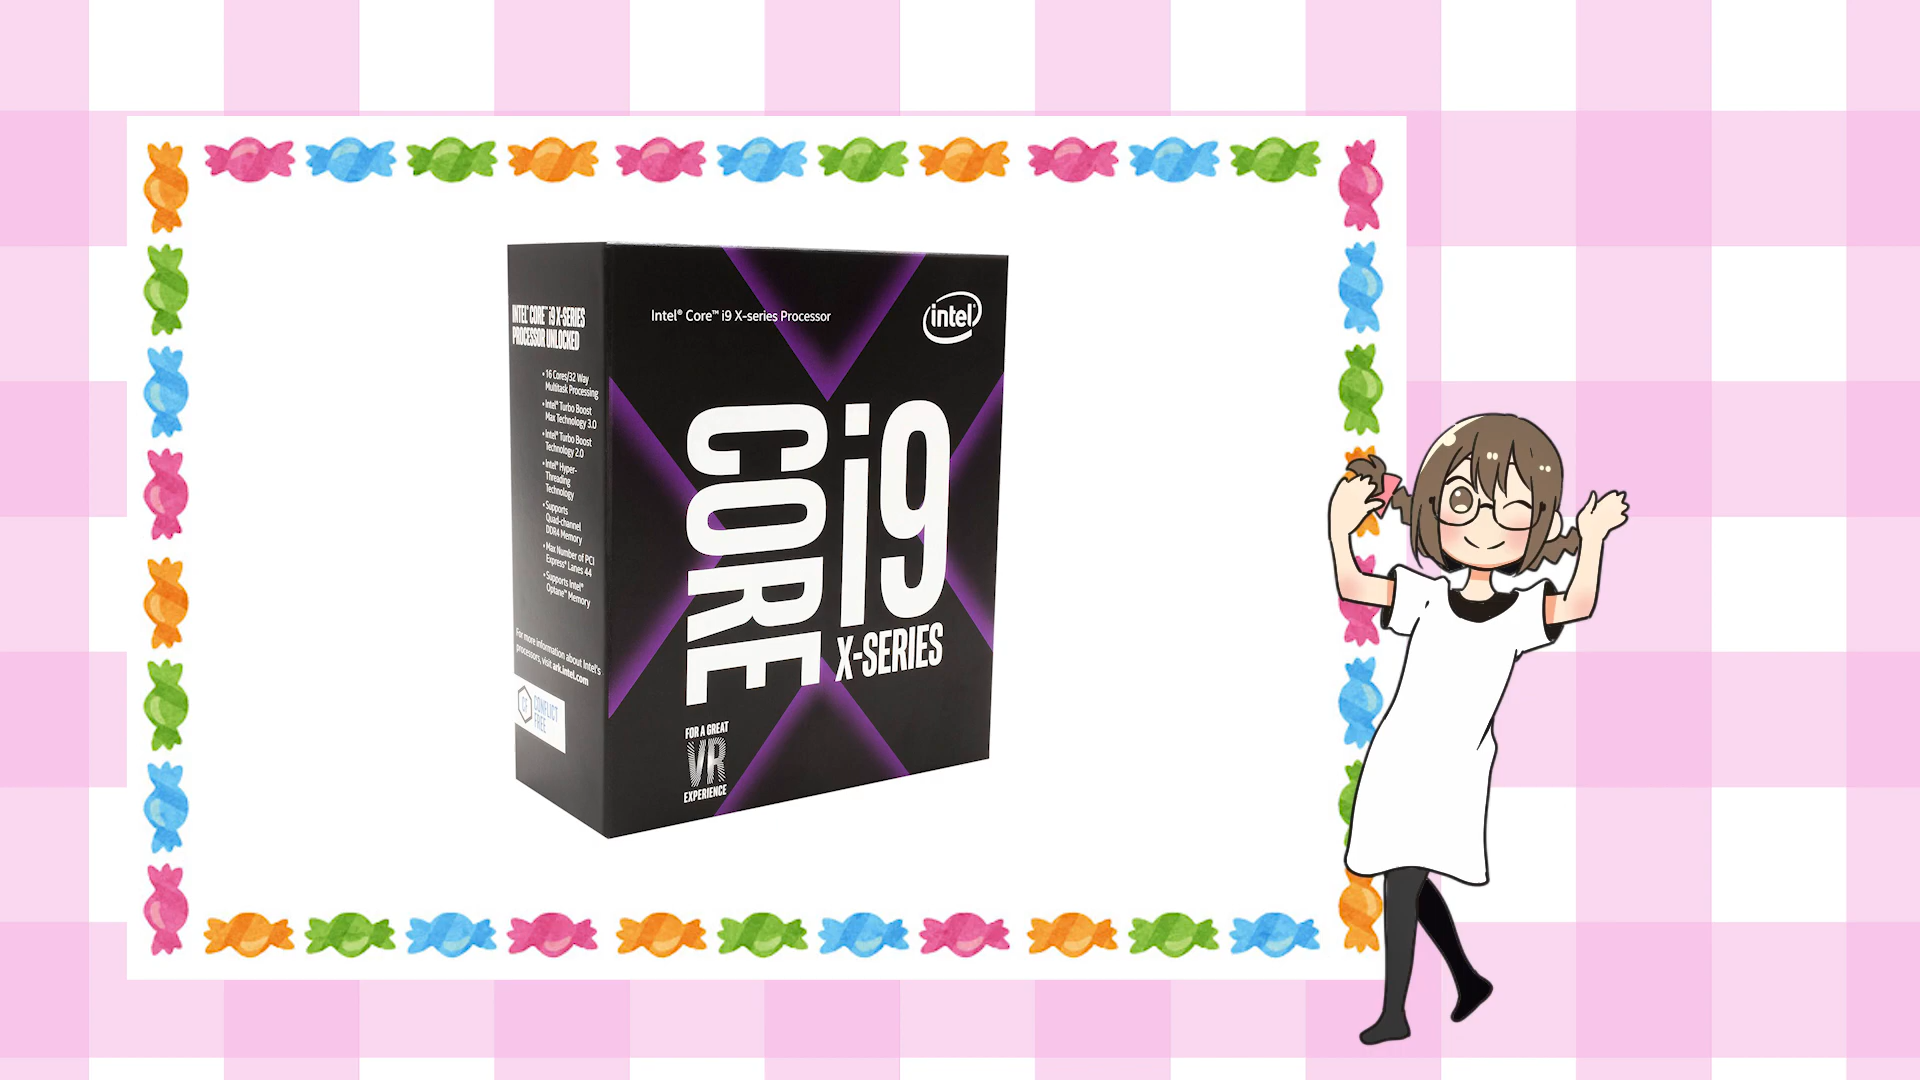 INTEL® CORE™ i9 X-SERIES
PROCESSOR UNLOCKED
• 16 Cores/32 Way
Multitask Processing
• Intel® Turbo Boost
Max Technology 3.0
• Intel® Turbo Boost
Technology 2.0
• Intel® Hyper-
Threading
Technology
• Supports
Quad-channel
DDR4 Memory
• Max Number of PCI
Express® Lanes 44
• Supports Intel®
Optane™ Memory
For more information about Intel's
processors, visit ark.intel.com
CF
CONFLICT
FREE
Intel® Core™ i9 X-series Processor
intel®
CORE
i9
X-SERIES
FOR A GREAT
VR
EXPERIENCE